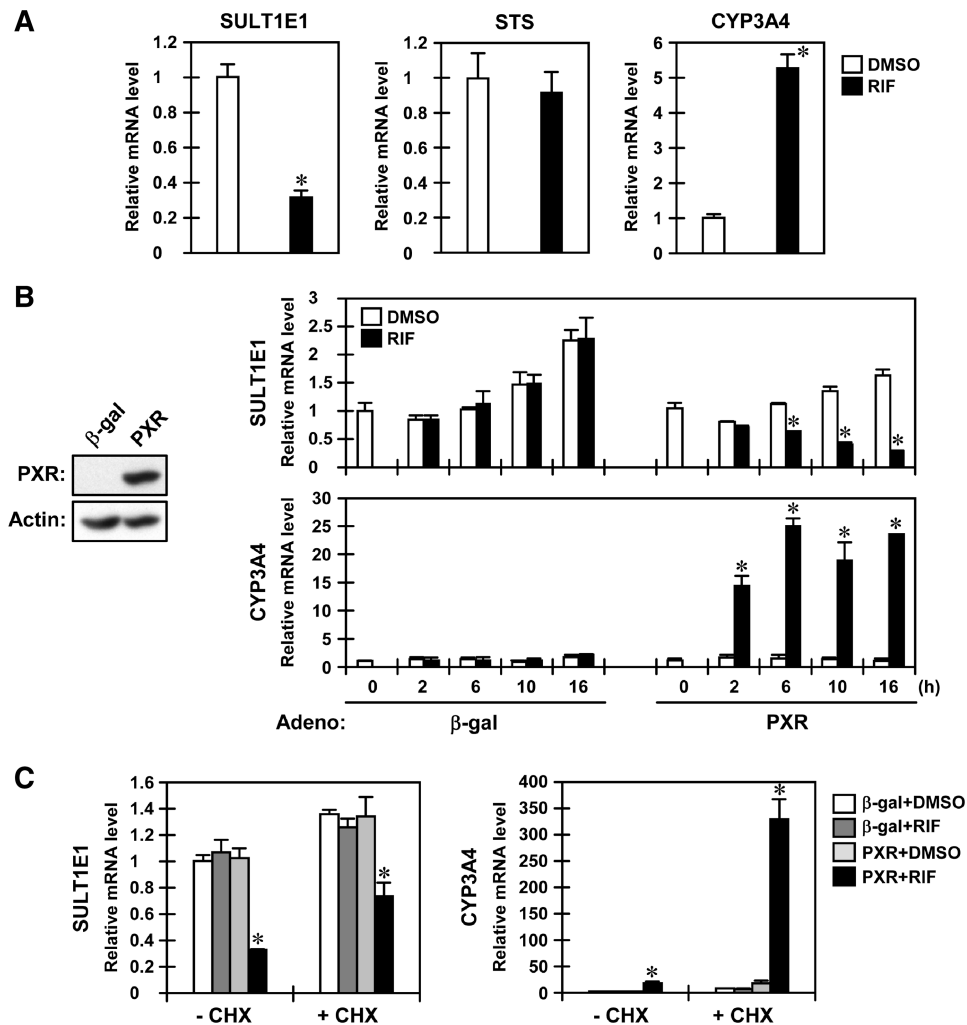 A
SULT1E1
STS
CYP3A4
Relative mRNA level
1.2
1
0.8
0.6
0.4
0.2
0
*
Relative mRNA level
1.2
1
0.8
0.6
0.4
0.2
0
Relative mRNA level
6
5
4
3
2
1
0
*
DMSO
RIF
B
β-gal
PXR
PXR:
Actin:
SULT1E1
Relative mRNA level
3
2.5
2
1.5
1
0.5
0
DMSO
RIF
* * *
CYP3A4
Relative mRNA level
30
25
20
15
10
5
0
* * * *
0 2 6 10 16 0 2 6 10 16 (h)
Adeno: β-gal PXR
C
SULT1E1
Relative mRNA level
1.6
1.4
1.2
1
0.8
0.6
0.4
0.2
0
* *
- CHX + CHX
CYP3A4
Relative mRNA level
400
350
300
250
200
150
100
50
0
* *
- CHX + CHX
β-gal+DMSO
β-gal+RIF
PXR+DMSO
PXR+RIF